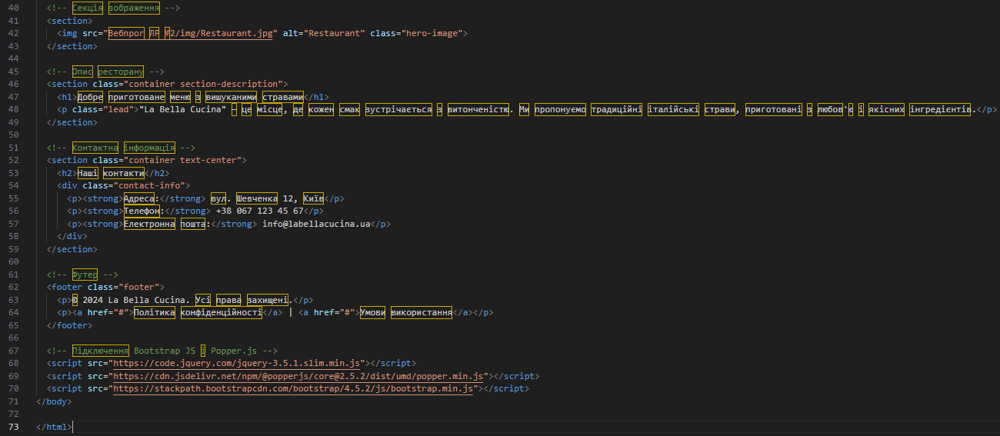 40 <!-- Секція зображення -->
41 <section>
42 <img src="Вебпрог ЛР №2/img/Restaurant.jpg" alt="Restaurant" class="hero-image">
43 </section>
44
45 <!-- Опис ресторану -->
46 <section class="container section-description">
47 <h1>Добре приготоване меню з вишуканими стравами</h1>
48 <p class="lead">"La Bella Cucina" – це місце, де кожен смак зустрічається з витонченістю. Ми пропонуємо традиційні італійські страви, приготовані з любов'ю і якісних інгредієнтів.</p>
49 </section>
50
51 <!-- Контактна інформація -->
52 <section class="container text-center">
53 <h2>Наші контакти</h2>
54 <div class="contact-info">
55 <p><strong>Адреса:</strong> вул. Шевченка 12, Київ</p>
56 <p><strong>Телефон:</strong> +38 067 123 45 67</p>
57 <p><strong>Електронна пошта:</strong> info@labellacucina.ua</p>
58 </div>
59 </section>
60
61 <!-- Футер -->
62 <footer class="footer">
63 <p>© 2024 La Bella Cucina. Усі права захищені.</p>
64 <p><a href="#">Політика конфіденційності</a> | <a href="#">Умови використання</a></p>
65 </footer>
66
67 <!-- Підключення Bootstrap JS і Popper.js -->
68 <script src="https://code.jquery.com/jquery-3.5.1.slim.min.js"></script>
69 <script src="https://cdn.jsdelivr.net/npm/@popperjs/core@2.5.2/dist/umd/popper.min.js"></script>
70 <script src="https://stackpath.bootstrapcdn.com/bootstrap/4.5.2/js/bootstrap.min.js"></script>
71 </body>
72
73 </html>